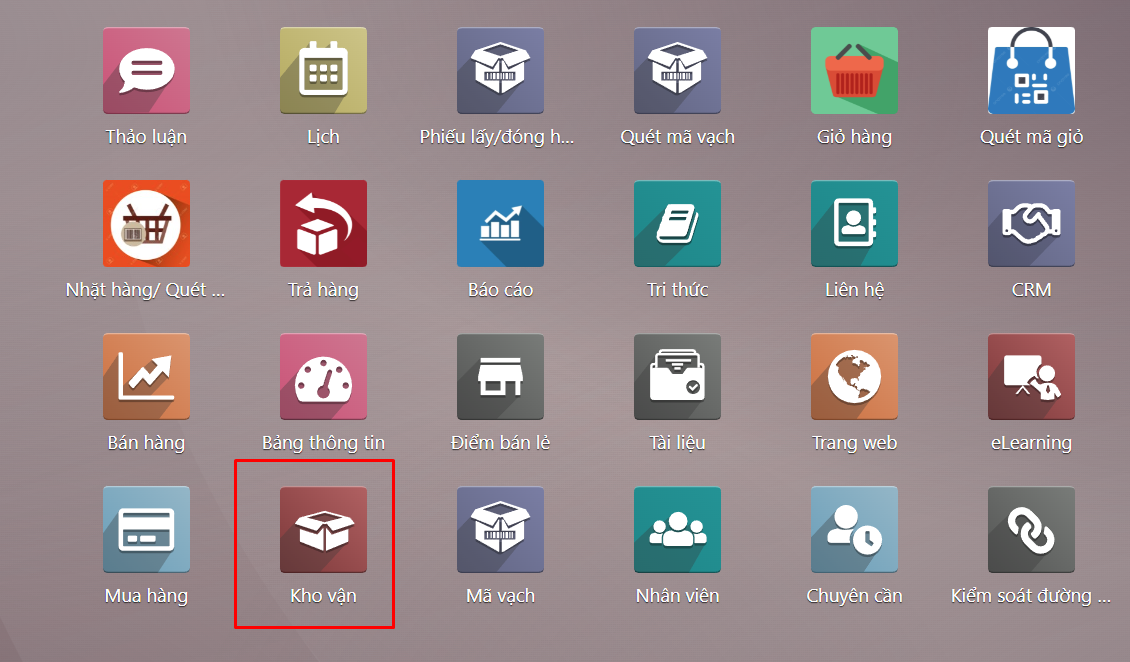 Thảo luận
Lịch
Phiếu lấy/đóng h...
Quét mã vạch
Giỏ hàng
Quét mã giỏ
Nhặt hàng/ Quét ...
Trả hàng
Báo cáo
Tri thức
Liên hệ
CRM
Bán hàng
Bảng thông tin
Điểm bán lẻ
Tài liệu
Trang web
eLearning
Mua hàng
Kho vận
Mã vạch
Nhân viên
Chuyên cần
Kiểm soát đường ...